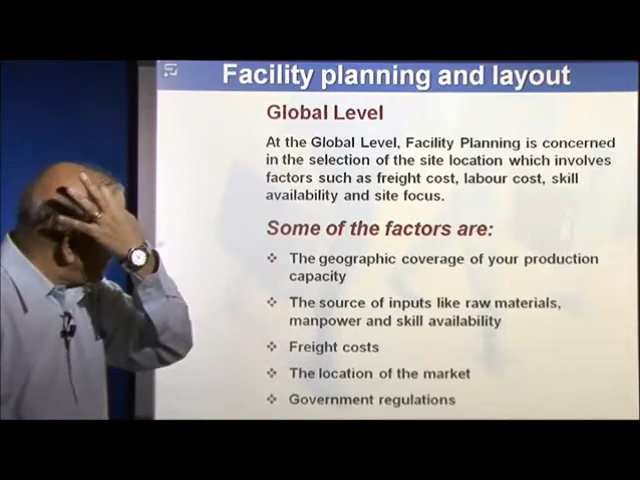 Facility planning and layout
Global Level
At the Global Level, Facility Planning is concerned
in the selection of the site location which involves
factors such as freight cost, labour cost, skill
availability and site focus.
Some of the factors are:
❖ The geographic coverage of your production
capacity
❖ The source of inputs like raw materials,
manpower and skill availability
❖ Freight costs
❖ The location of the market
❖ Government regulations